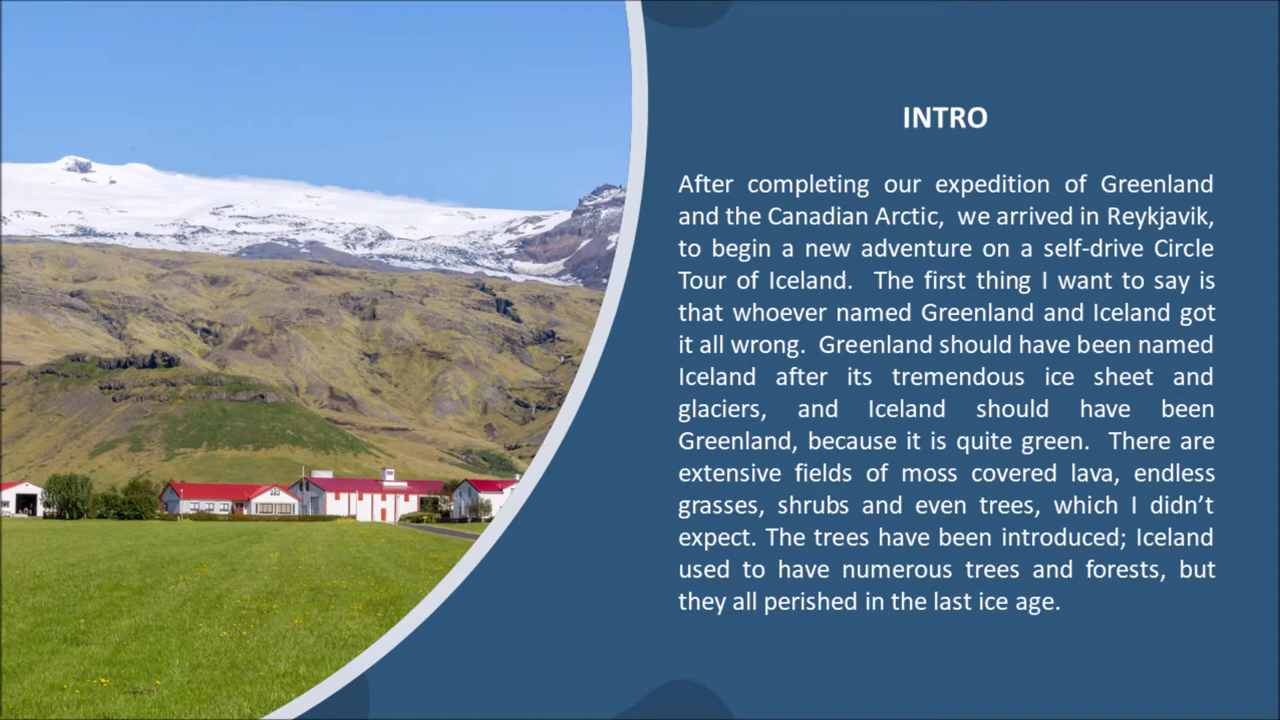 INTRO
After completing our expedition of Greenland
and the Canadian Arctic,  we arrived in Reykjavik,
to begin a new adventure on a self-drive Circle
Tour of Iceland.  The first thing I want to say is
that whoever named Greenland and Iceland got
it all wrong.  Greenland should have been named
Iceland after its tremendous ice sheet and
glaciers, and Iceland should have been
Greenland, because it is quite green.  There are
extensive fields of moss covered lava, endless
grasses, shrubs and even trees, which I didn’t
expect. The trees have been introduced; Iceland
used to have numerous trees and forests, but
they all perished in the last ice age.